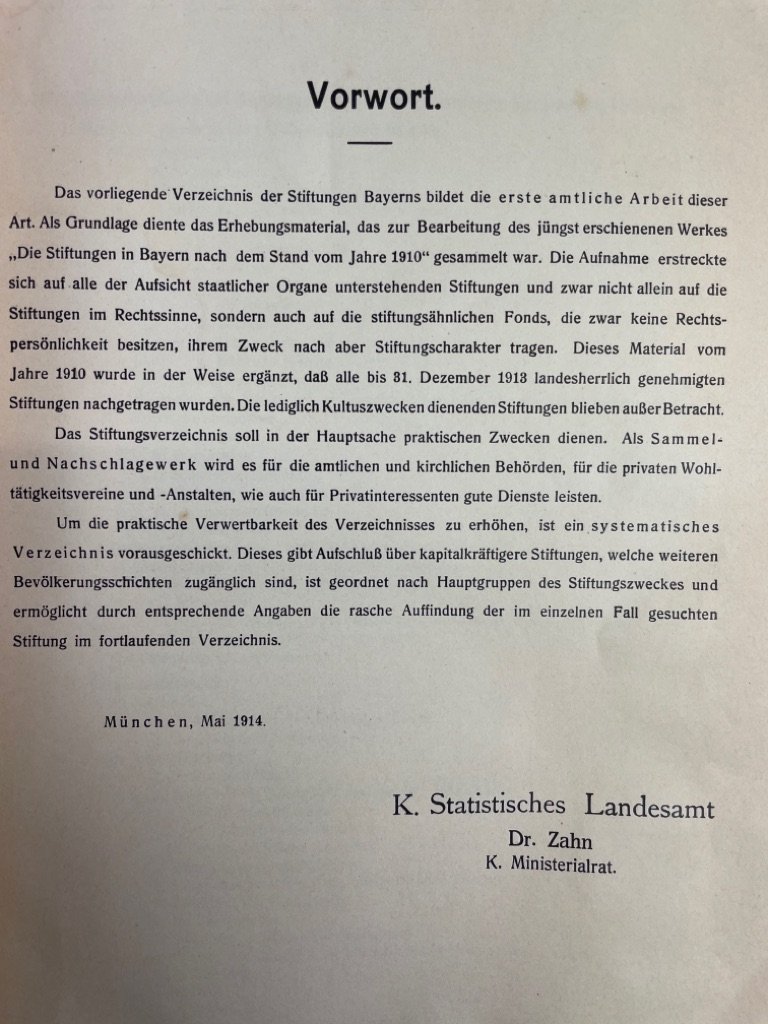 Vorwort.
Das vorliegende Verzeichnis der Stiftungen Bayerns bildet die erste amtliche Arbeit dieser
Art. Als Grundlage diente das Erhebungsmaterial, das zur Bearbeitung des jüngst erschienenen Werkes
„Die Stiftungen in Bayern nach dem Stand vom Jahre 1910“ gesammelt war. Die Aufnahme erstreckte
sich auf alle der Aufsicht staatlicher Organe unterstehenden Stiftungen und zwar nicht allein auf die
Stiftungen im Rechtssinne, sondern auch auf die stiftungsähnlichen Fonds, die zwar keine Rechts-
persönlichkeit besitzen, ihrem Zweck nach aber Stiftungscharakter tragen. Dieses Material vom
Jahre 1910 wurde in der Weise ergänzt, daß alle bis 31. Dezember 1913 landesherrlich genehmigten
Stiftungen nachgetragen wurden. Die lediglich Kultuszwecken dienenden Stiftungen blieben außer Betracht.
Das Stiftungsverzeichnis soll in der Hauptsache praktischen Zwecken dienen. Als Sammel-
und Nachschlagewerk wird es für die amtlichen und kirchlichen Behörden, für die privaten Wohl-
tätigkeitsvereine und -Anstalten, wie auch für Privatinteressenten gute Dienste leisten.
Um die praktische Verwertbarkeit des Verzeichnisses zu erhöhen, ist ein systematisches
Verzeichnis vorausgeschickt. Dieses gibt Aufschluß über kapitalkräftigere Stiftungen, welche weiteren
Bevölkerungsschichten zugänglich sind, ist geordnet nach Hauptgruppen des Stiftungszweckes und
ermöglicht durch entsprechende Angaben die rasche Auffindung der im einzelnen Fall gesuchten
Stiftung im fortlaufenden Verzeichnis.
München, Mai 1914.
K. Statistisches Landesamt
Dr. Zahn
K. Ministerialrat.